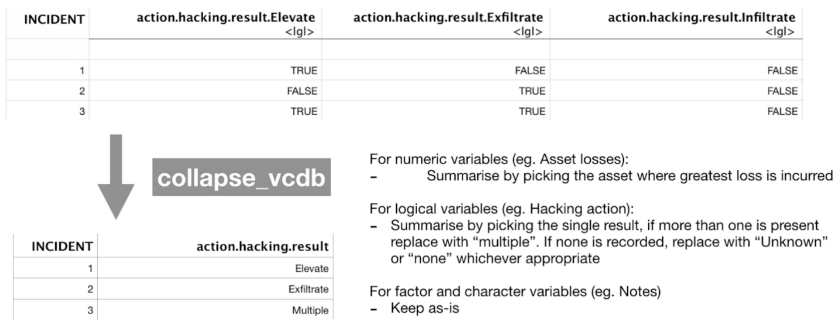 INCIDENT action.hacking.result.Elevate action.hacking.result.Exfiltrate action.hacking.result.Infiltrate
<lgl> <lgl> <lgl>
1 TRUE FALSE FALSE
2 FALSE TRUE FALSE
3 TRUE TRUE FALSE
collapse_vcdb
For numeric variables (eg. Asset losses):
- Summarise by picking the asset where greatest loss is incurred
For logical variables (eg. Hacking action):
- Summarise by picking the single result, if more than one is present
replace with “multiple”. If none is recorded, replace with “Unknown”
or “none” whichever appropriate
For factor and character variables (eg. Notes)
- Keep as-is
INCIDENT action.hacking.result
1 Elevate
2 Exfiltrate
3 Multiple